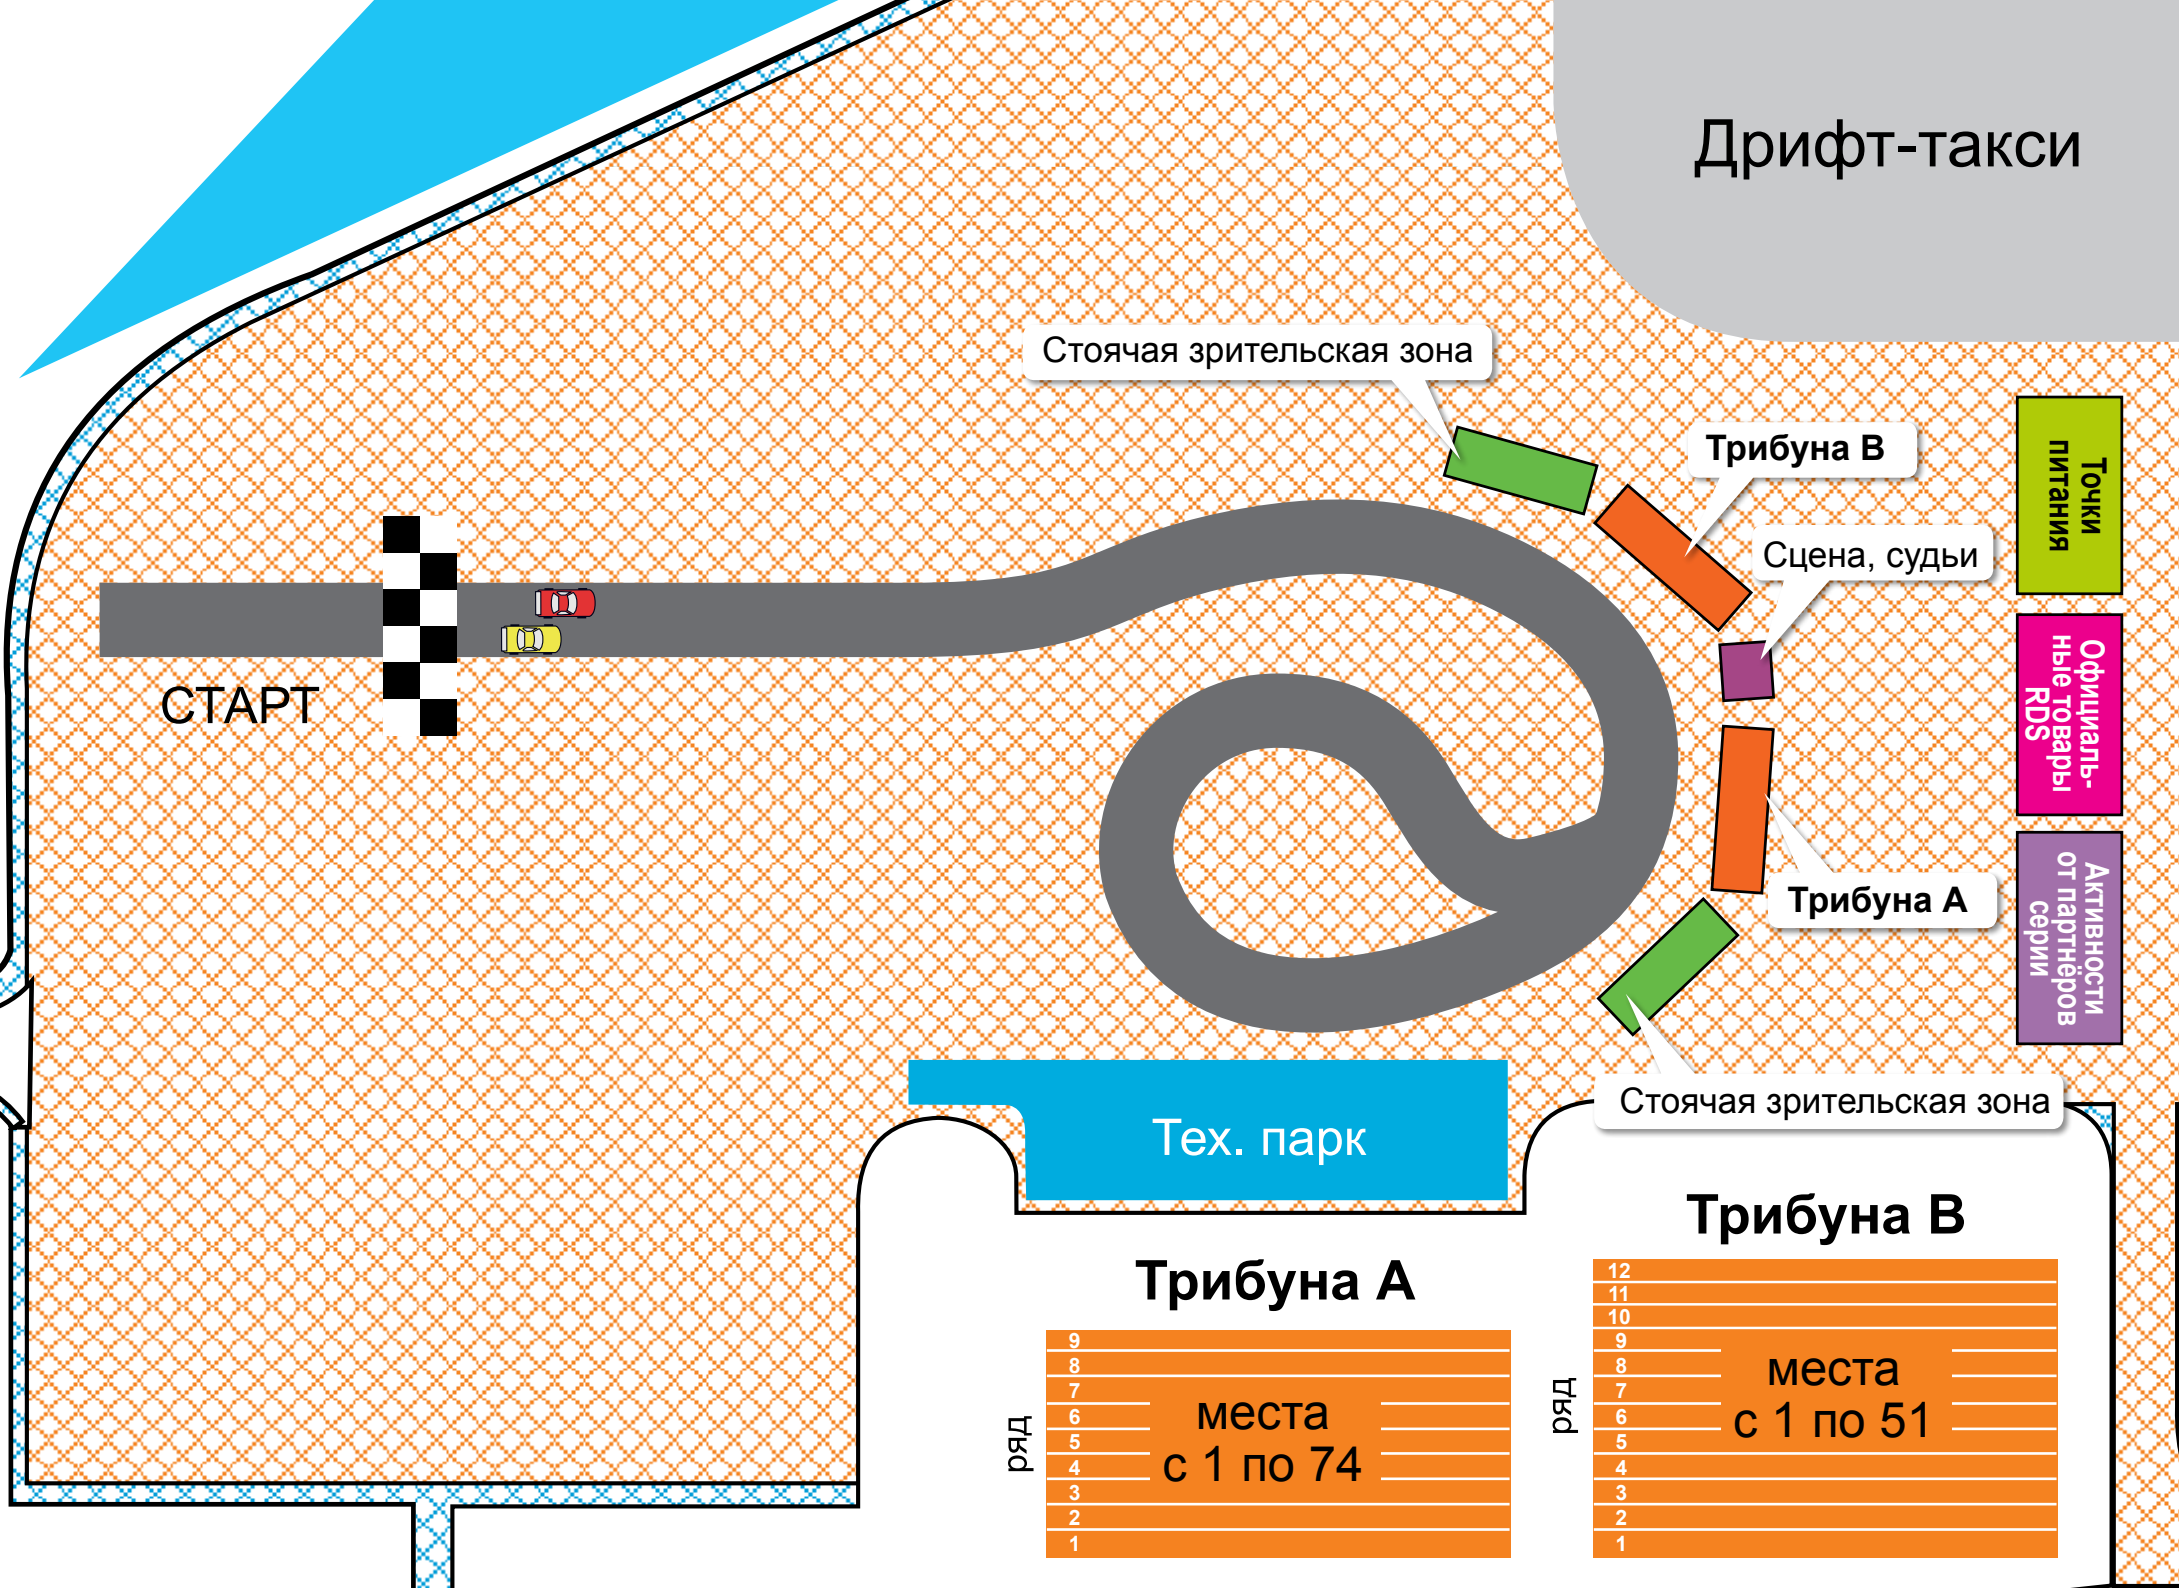 Дрифт-такси
Стоячая зрительская зона
Трибуна В
Сцена, судьи
Точки
питания
СТАРТ
Официаль-
ные товары
RDS
Трибуна А
Активности
от партнёров
серии
Стоячая зрительская зона
Тех. парк
Трибуна А
ряд
9
8
7
6
5
4
3
2
1
места
с 1 по 74
Трибуна В
ряд
12
11
10
9
8
7
6
5
4
3
2
1
места
с 1 по 51